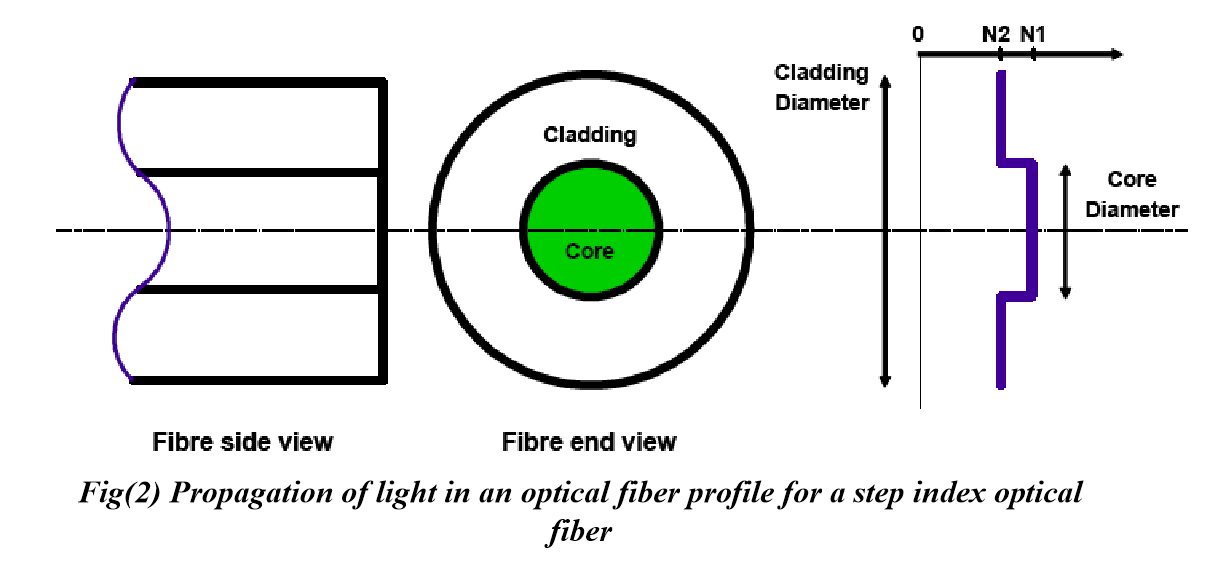 0 N2 N1
Cladding
Diameter
Cladding
Core
Diameter
Core
Fibre side view
Fibre end view
Fig(2) Propagation of light in an optical fiber profile for a step index optical
fiber